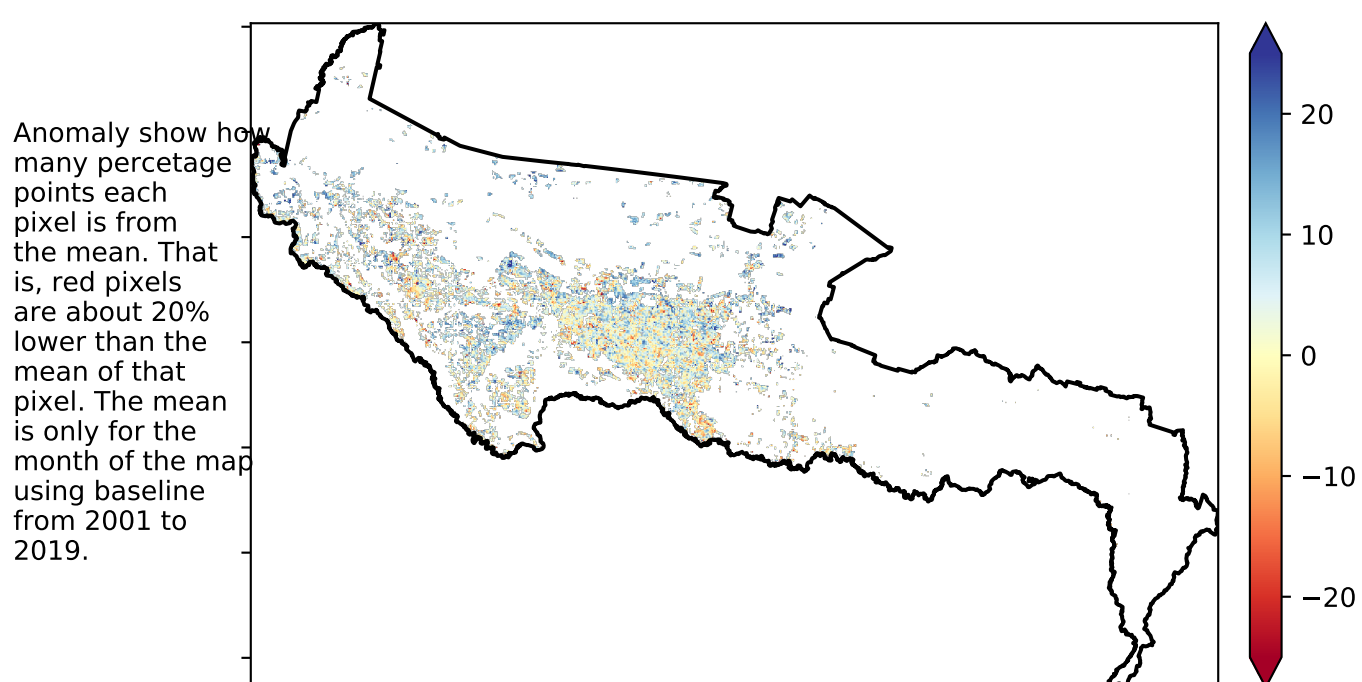 Anomaly show how
many percetage
points each
pixel is from
the mean. That
is, red pixels
are about 20%
lower than the
mean of that
pixel. The mean
is only for the
month of the map
using baseline
from 2001 to
2019.
20
10
0
−10
−20